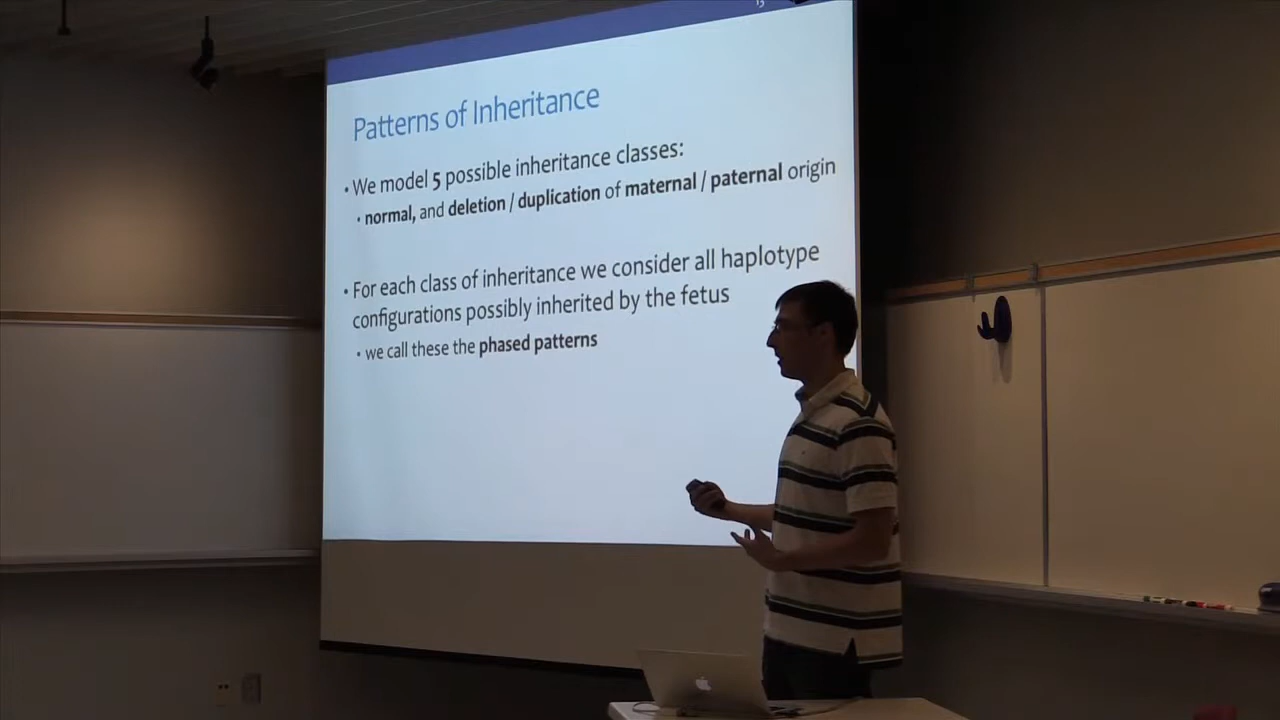 13
Patterns of Inheritance
• We model 5 possible inheritance classes:
• normal, and deletion / duplication of maternal / paternal origin
• For each class of inheritance we consider all haplotype
configurations possibly inherited by the fetus
• we call these the phased patterns